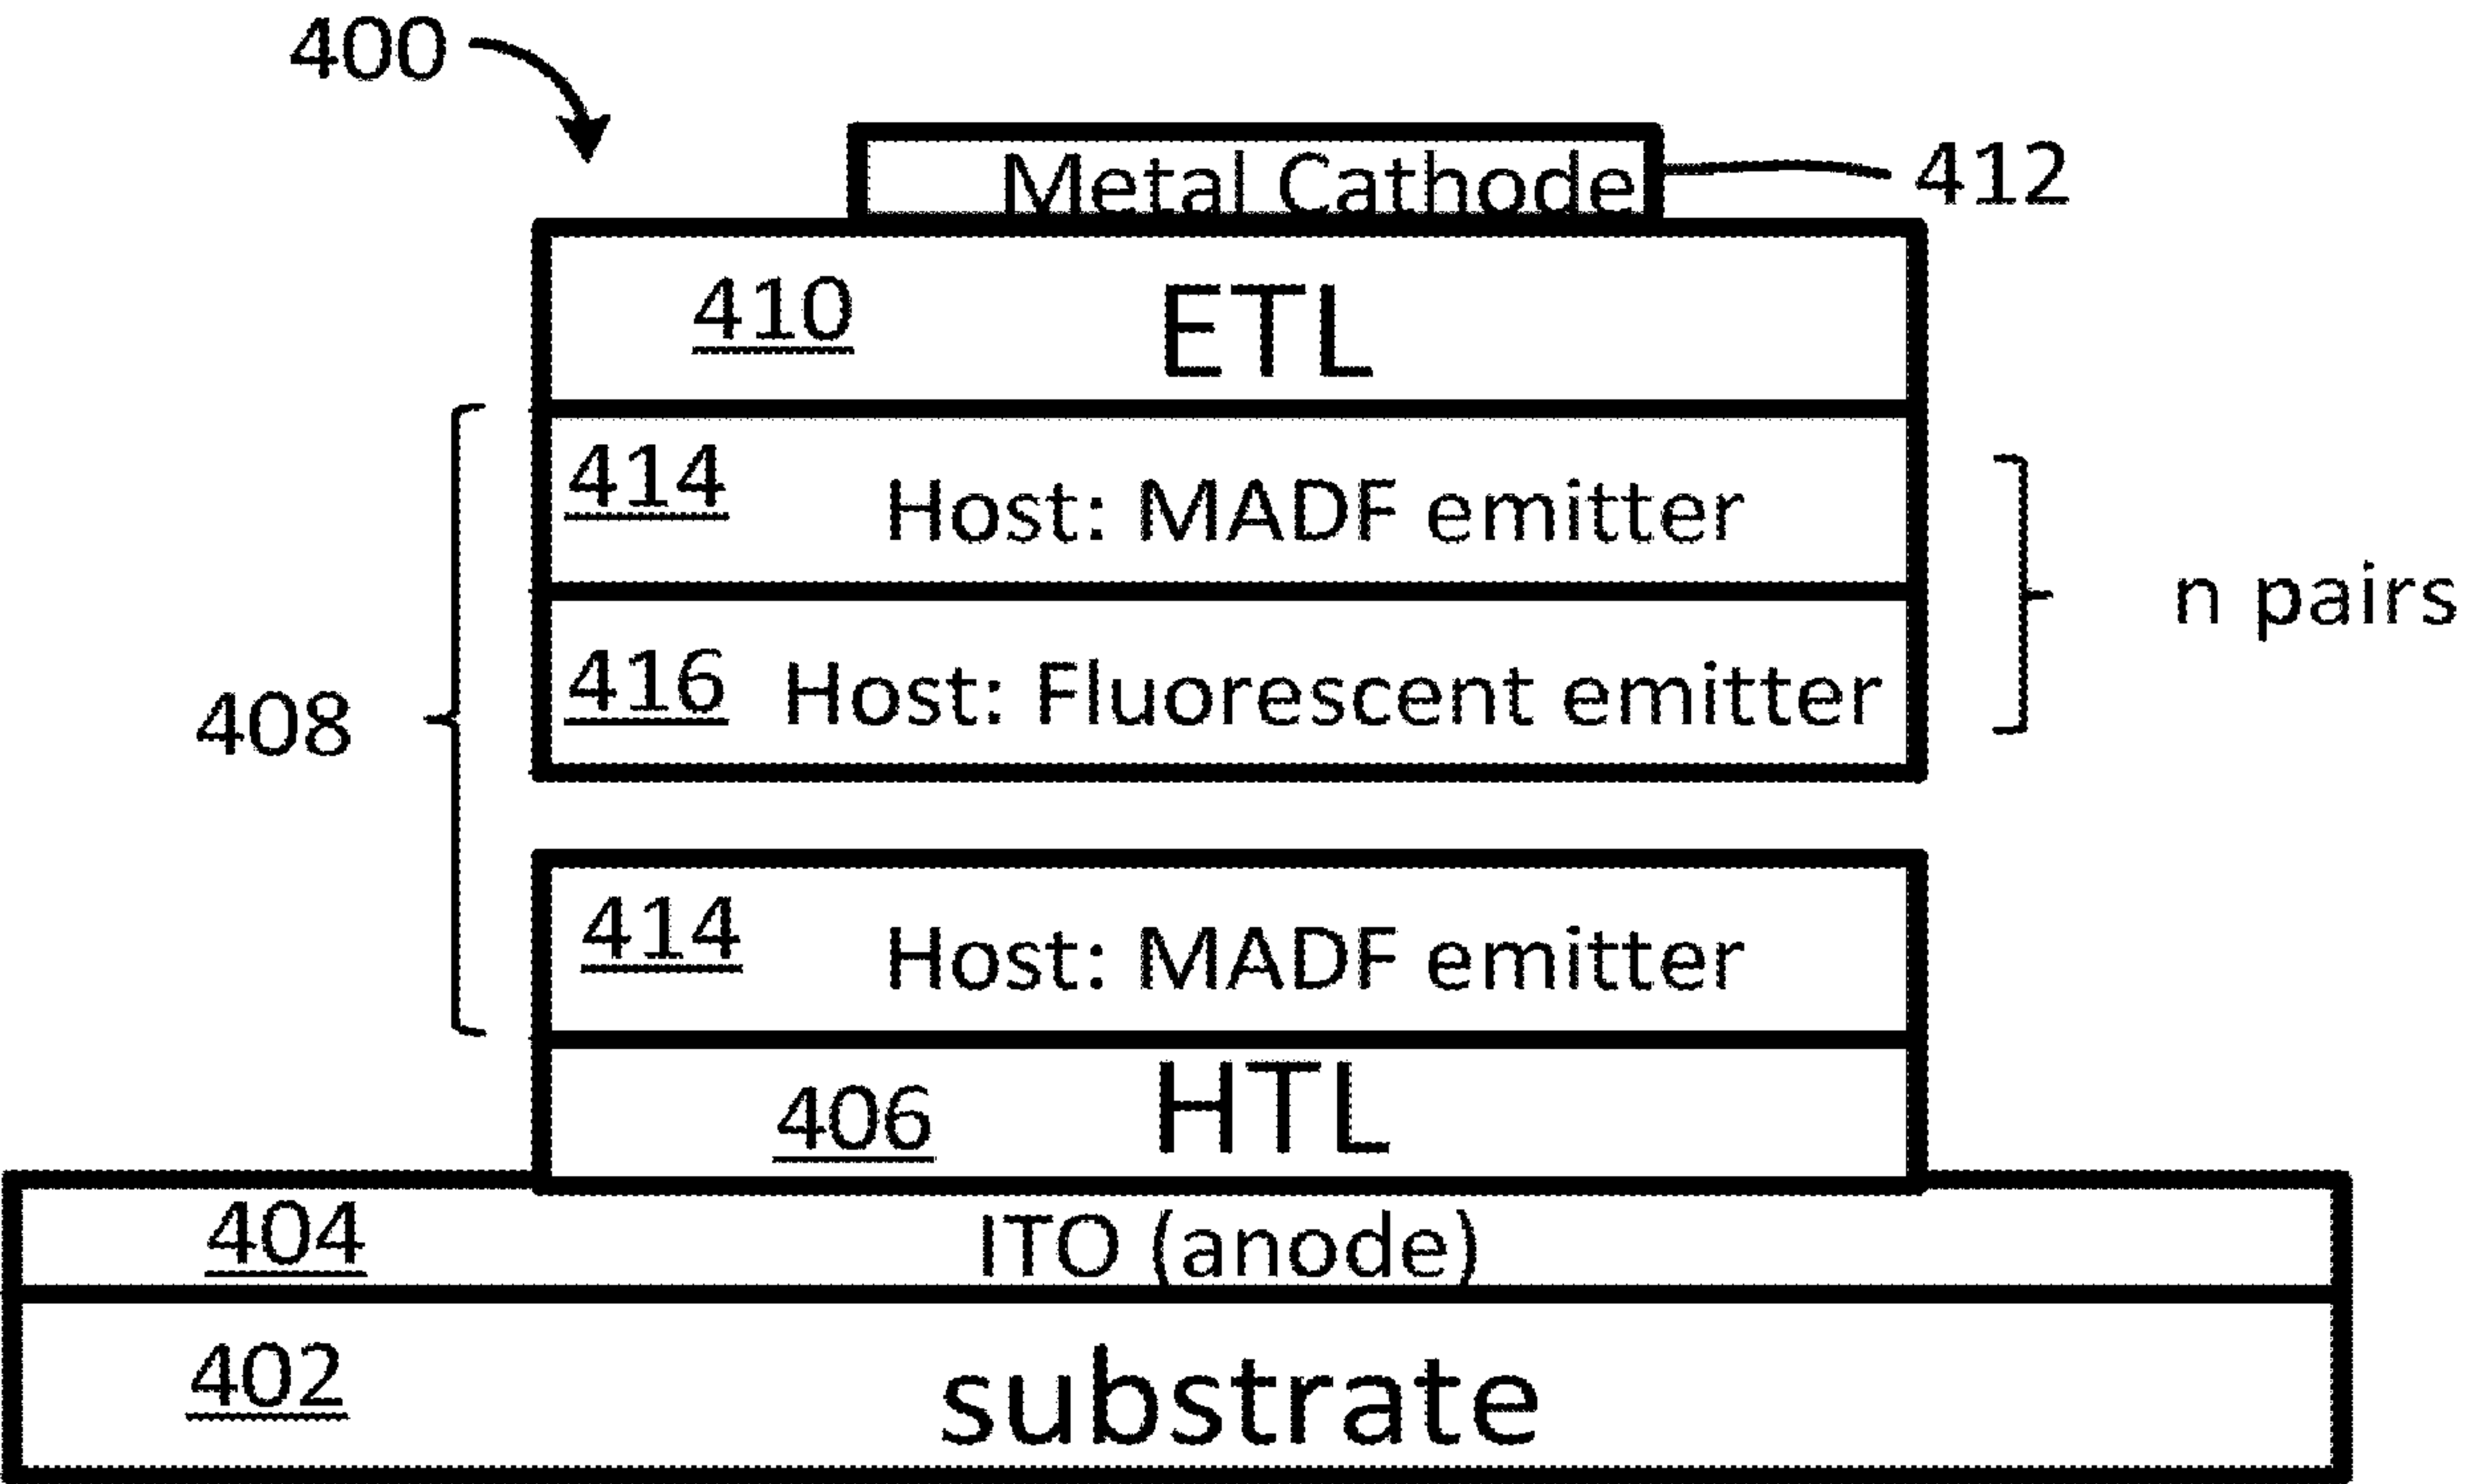 400
Metal Cathode
412
410 ETL
414 Host: MADF emitter
n pairs
416 Host: Fluorescent emitter
408
414 Host: MADF emitter
406 HTL
404 ITO (anode)
402 substrate